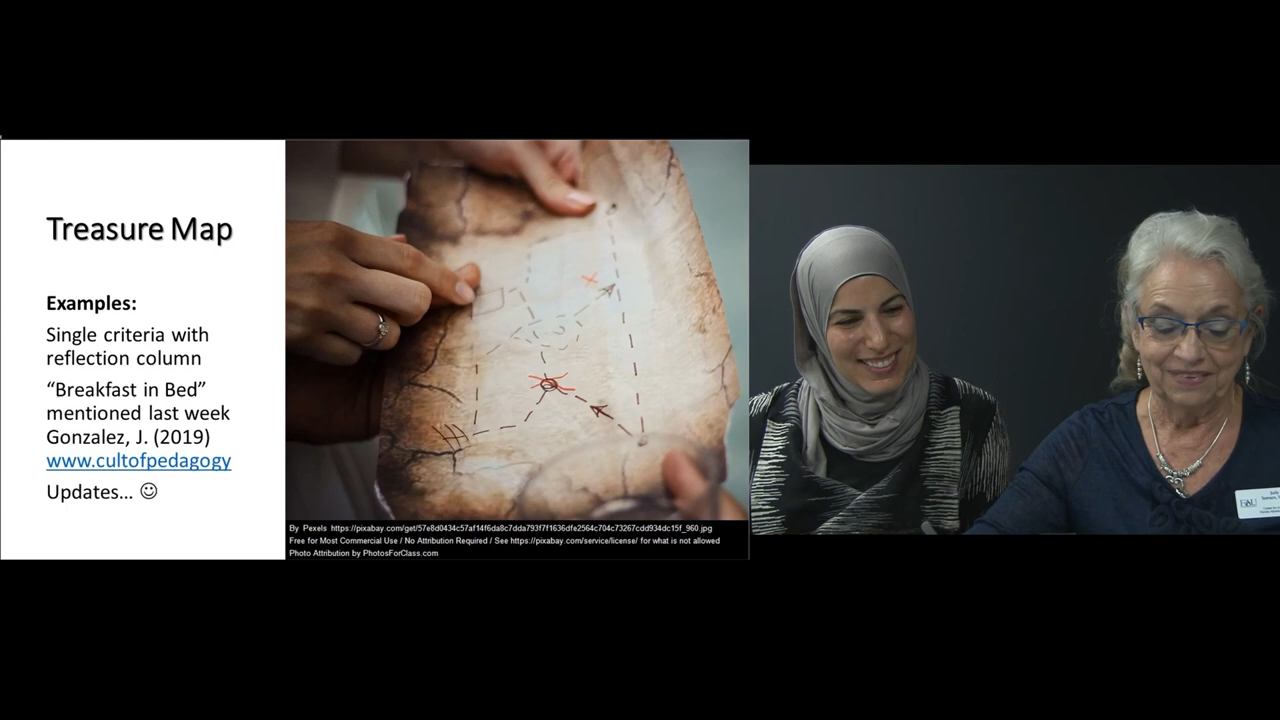 Treasure Map
Examples:
Single criteria with
reflection column
“Breakfast in Bed”
mentioned last week
Gonzalez, J. (2019)
www.cultofpedagogy
Updates… ☺
By Pexels https://pixabay.com/get/57e8d0434c57af14f6da8c7dda793f7f1636dfe2564c704c73267cdd934dc15f_960.jpg
Free for Most Commercial Use / No Attribution Required / See https://pixabay.com/service/license/ for what is not allowed
Photo Attribution by PhotosForClass.com